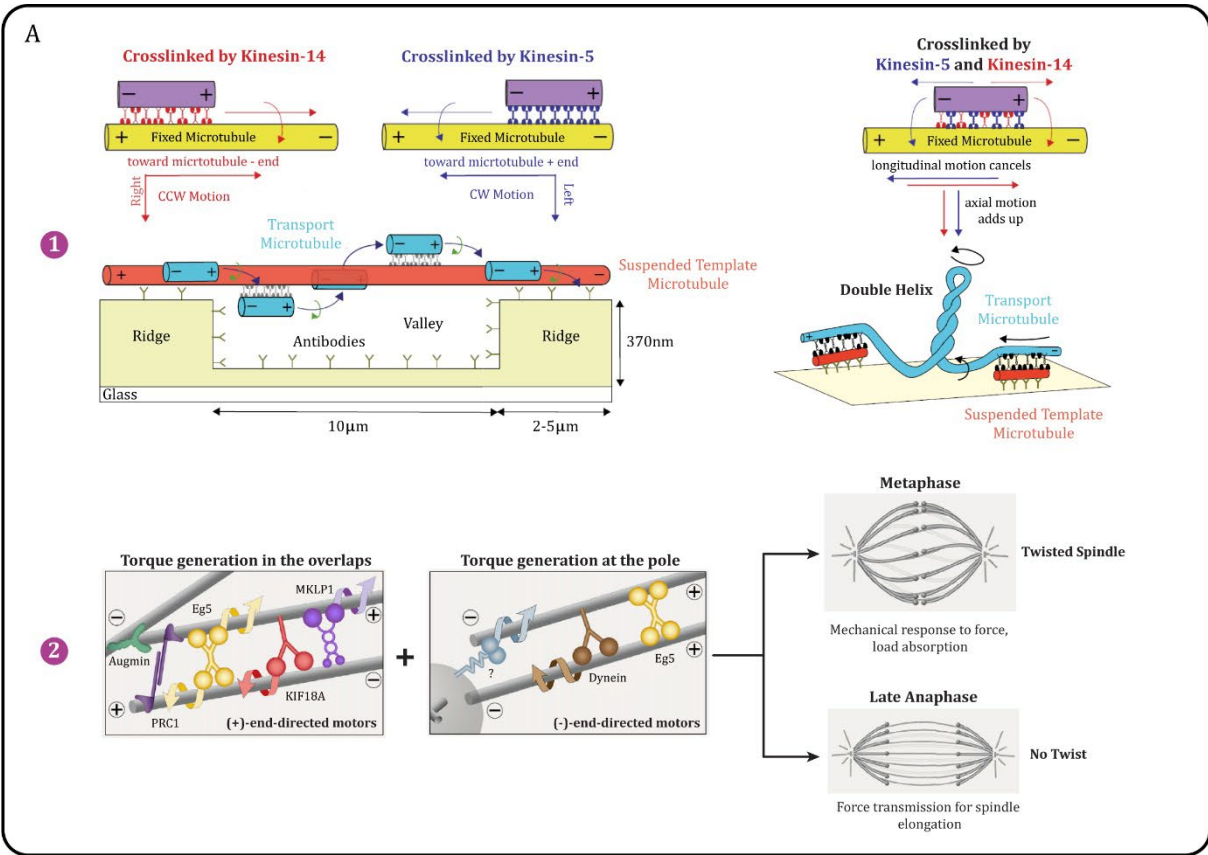 A
Crosslinked by Kinesin-14
− +
+ Fixed Microtubule −
toward micrtotubule - end
Right
CCW Motion
Crosslinked by Kinesin-5
− +
Fixed Microtubule −
toward micrtotubule + end
CW Motion
Left
Crosslinked by
Kinesin-5 and Kinesin-14
− +
+ Fixed Microtubule −
longitudinal motion cancels
axial motion
adds up
1
Transport
Microtubule
− +
+ − + − + − + −
− +
Suspended Template
Microtubule
Ridge
Valley
Antibodies
Ridge
370nm
Glass
10μm
2-5μm
Double Helix
Transport
Microtubule
+ −
Suspended Template
Microtubule
2
Torque generation in the overlaps
− Eg5 MKLP1 +
Augmin
+ PRC1 KIF18A −
(+)-end-directed motors
+
Torque generation at the pole
− +
? Dynein Eg5 +
−
(-)-end-directed motors
Metaphase
Twisted Spindle
Mechanical response to force,
load absorption
Late Anaphase
No Twist
Force transmission for spindle
elongation